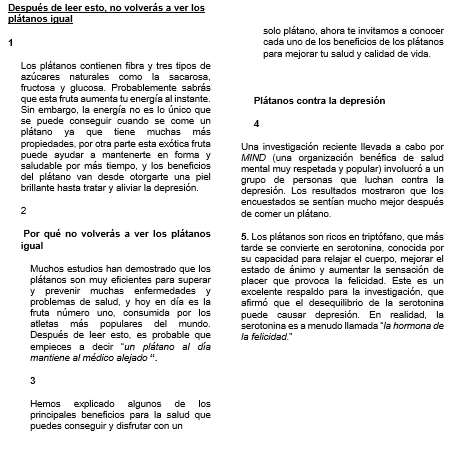 Después de leer esto, no volverás a ver los
plátanos igual
1
Los plátanos contienen fibra y tres tipos de
azúcares naturales como la sacarosa,
fructosa y glucosa. Probablemente sabrás
que esta fruta aumenta tu energía al instante.
Sin embargo, la energía no es lo único que
se puede conseguir cuando se come un
plátano ya que tiene muchas más
propiedades, por otra parte esta exótica fruta
puede ayudar a mantenerte en forma y
saludable por más tiempo, y los beneficios
del plátano van desde otorgarte una piel
brillante hasta tratar y aliviar la depresión.
2
Por qué no volverás a ver los plátanos
igual
Muchos estudios han demostrado que los
plátanos son muy eficientes para superar
y prevenir muchas enfermedades y
problemas de salud, y hoy en día es la
fruta número uno, consumida por los
atletas más populares del mundo.
Después de leer esto, es probable que
empieces a decir “un plátano al día
mantiene al médico alejado “.
3
Hemos explicado algunos de los
principales beneficios para la salud que
puedes conseguir y disfrutar con un
solo plátano, ahora te invitamos a conocer
cada uno de los beneficios de los plátanos
para mejorar tu salud y calidad de vida.
Plátanos contra la depresión
4
Una investigación reciente llevada a cabo por
MIND (una organización benéfica de salud
mental muy respetada y popular) involucró a un
grupo de personas que luchan contra la
depresión. Los resultados mostraron que los
encuestados se sentían mucho mejor después
de comer un plátano.
5. Los plátanos son ricos en triptófano, que más
tarde se convierte en serotonina, conocida por
su capacidad para relajar el cuerpo, mejorar el
estado de ánimo y aumentar la sensación de
placer que provoca la felicidad. Este es un
excelente respaldo para la investigación, que
afirmó que el desequilibrio de la serotonina
puede causar depresión. En realidad, la
serotonina es a menudo llamada “la hormona de
la felicidad.”